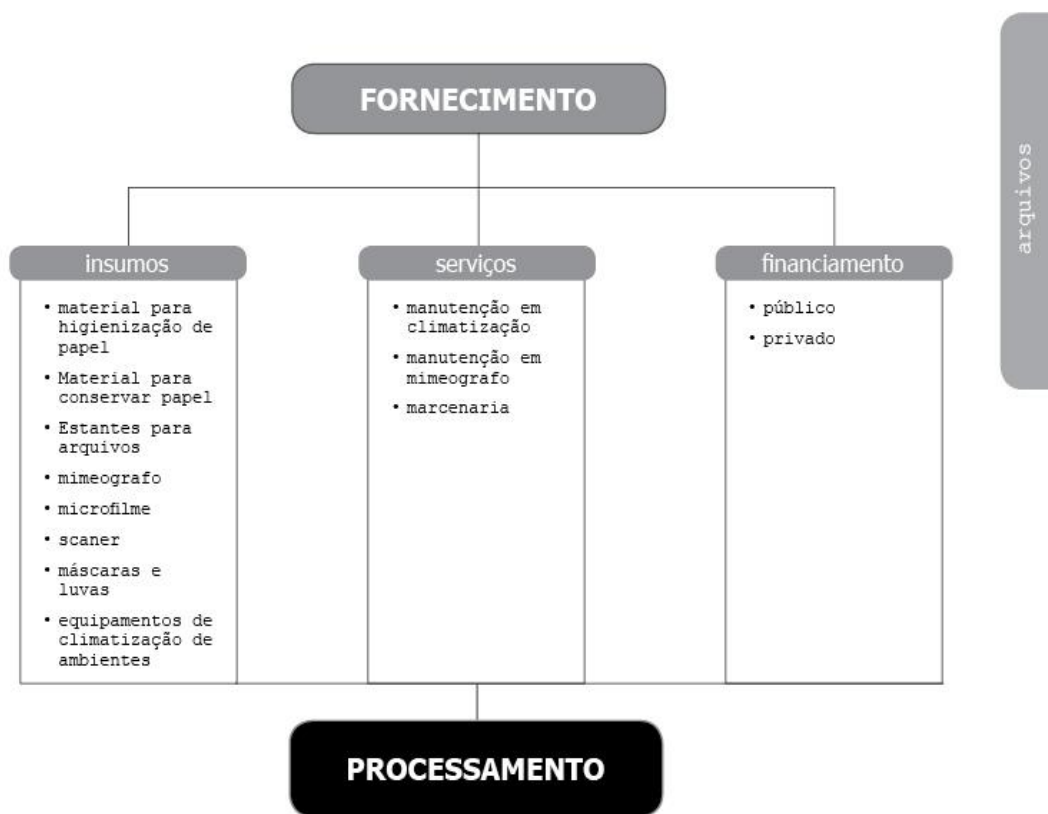 FORNECIMENTO
arquivos
insumos
• material para
higienização de
papel
• Material para
conservar papel
• Estantes para
arquivos
• mimeografo
• microfilme
• scaner
• máscaras e
luvas
• equipamentos de
climatização de
ambientes
serviços
• manutenção em
climatização
• manutenção em
mimeografo
• marcenaria
financiamento
• público
• privado
PROCESSAMENTO